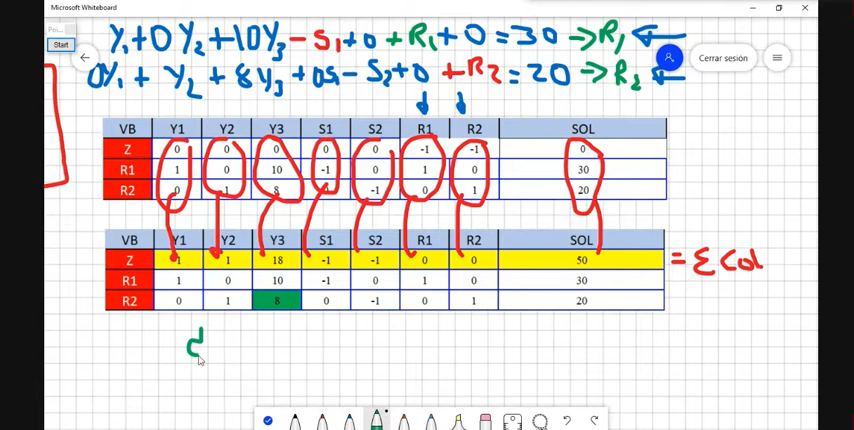 Microsoft Whiteboard
Start
Cerrar sesión
Y1+0Y2+10Y3-S1+0+R1+0=30→R1
0Y1+Y2+8Y3+0S1-S2+0+R2=20→R2
VB Y1 Y2 Y3 S1 S2 R1 R2 SOL
Z 0 0 0 0 0 -1 -1 0
R1 1 0 10 -1 0 1 0 30
R2 0 1 8 -1 0 1 20
VB Y1 Y2 Y3 S1 S2 R1 R2 SOL
Z 1 1 18 -1 -1 0 0 50 = Σ Col
R1 1 0 10 -1 0 1 0 30
R2 0 1 8 0 -1 0 1 20